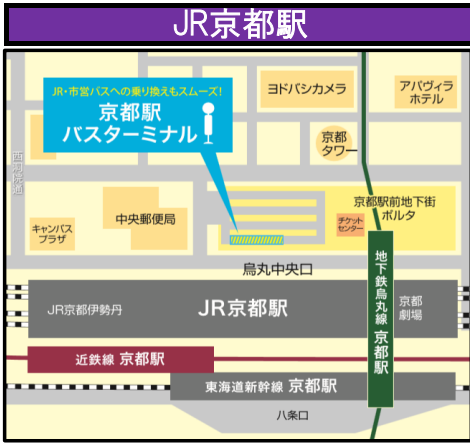 JR京都駅
JR・市営バスへの乗り換えもスムーズ!
京都駅
バスターミナル
ヨドバシカメラ
アパヴィラ
ホテル
京都
タワー
西洞院通
京都駅前地下街
ポルタ
チケット
センター
キャンパス
プラザ
中央郵便局
烏丸中央口
地下鉄烏丸線 京都駅
JR京都伊勢丹
JR京都駅
京都
劇場
近鉄線 京都駅
東海道新幹線 京都駅
八条口